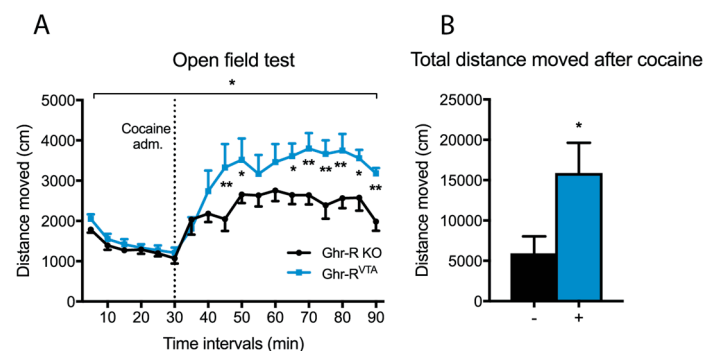 A
Open field test
*
5000
4000
3000
2000
1000
0
Distance moved (cm)
Cocaine
adm.
** * * ** ** ** * **
Ghr-R KO
Ghr-R^VTA
10 20 30 40 50 60 70 80 90
Time intervals (min)
B
Total distance moved after cocaine
25000
20000
15000
10000
5000
0
Distance moved (cm)
*
- +